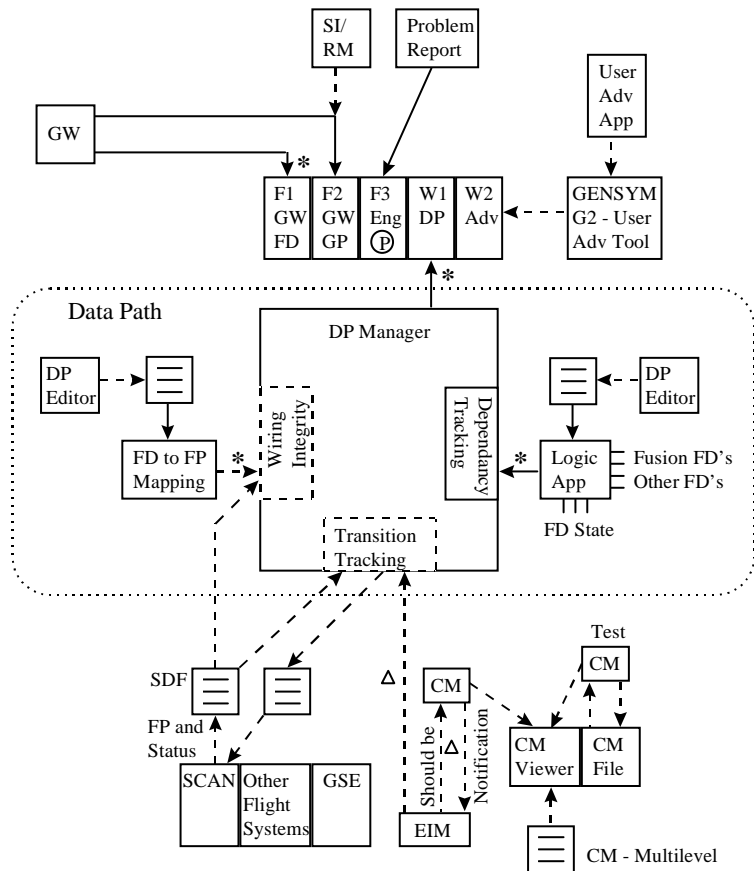 SI/
RM
Problem
Report
User
Adv
App
GW
*
F1
GW
FD
F2
GW
GP
F3
Eng
P
W1
DP
W2
Adv
GENSYM
G2 - User
Adv Tool
*
Data Path
DP Manager
DP
Editor
Wiring
Integrity
Dependancy
Tracking
DP
Editor
FD to FP
Mapping
*
*
Logic
App
Fusion FD's
Other FD's
FD State
Transition
Tracking
Test
SDF
Δ
CM
CM
FP and
Status
Should be
Δ
Notification
CM
Viewer
CM
File
SCAN
Other
Flight
Systems
GSE
EIM
CM - Multilevel